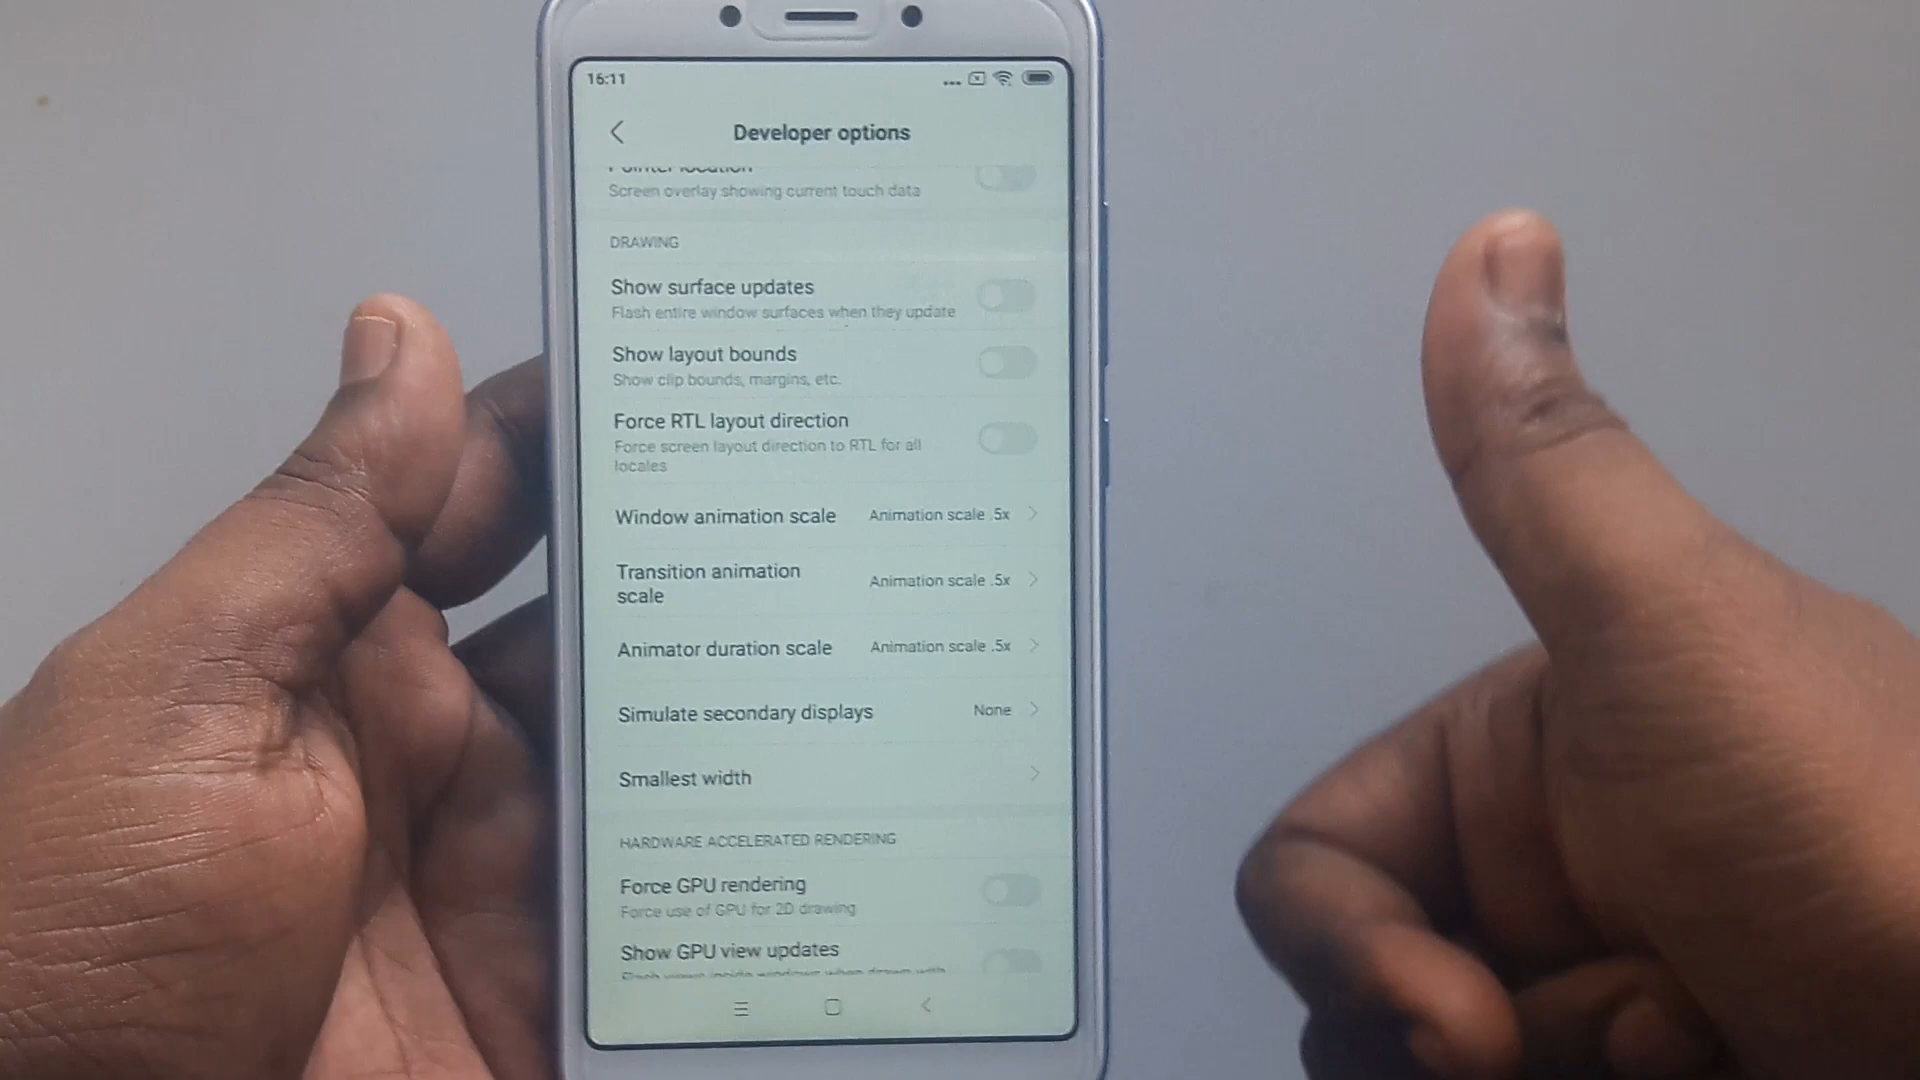 16:11
Developer options
Screen overlay showing current touch data
DRAWING
Show surface updates
Flash entire window surfaces when they update
Show layout bounds
Show clip bounds, margins, etc.
Force RTL layout direction
Force screen layout direction to RTL for all
locales
Window animation scale Animation scale .5x
Transition animation
scale
Animation scale .5x
Animator duration scale Animation scale .5x
Simulate secondary displays None
Smallest width
HARDWARE ACCELERATED RENDERING
Force GPU rendering
Force use of GPU for 2D drawing
Show GPU view updates